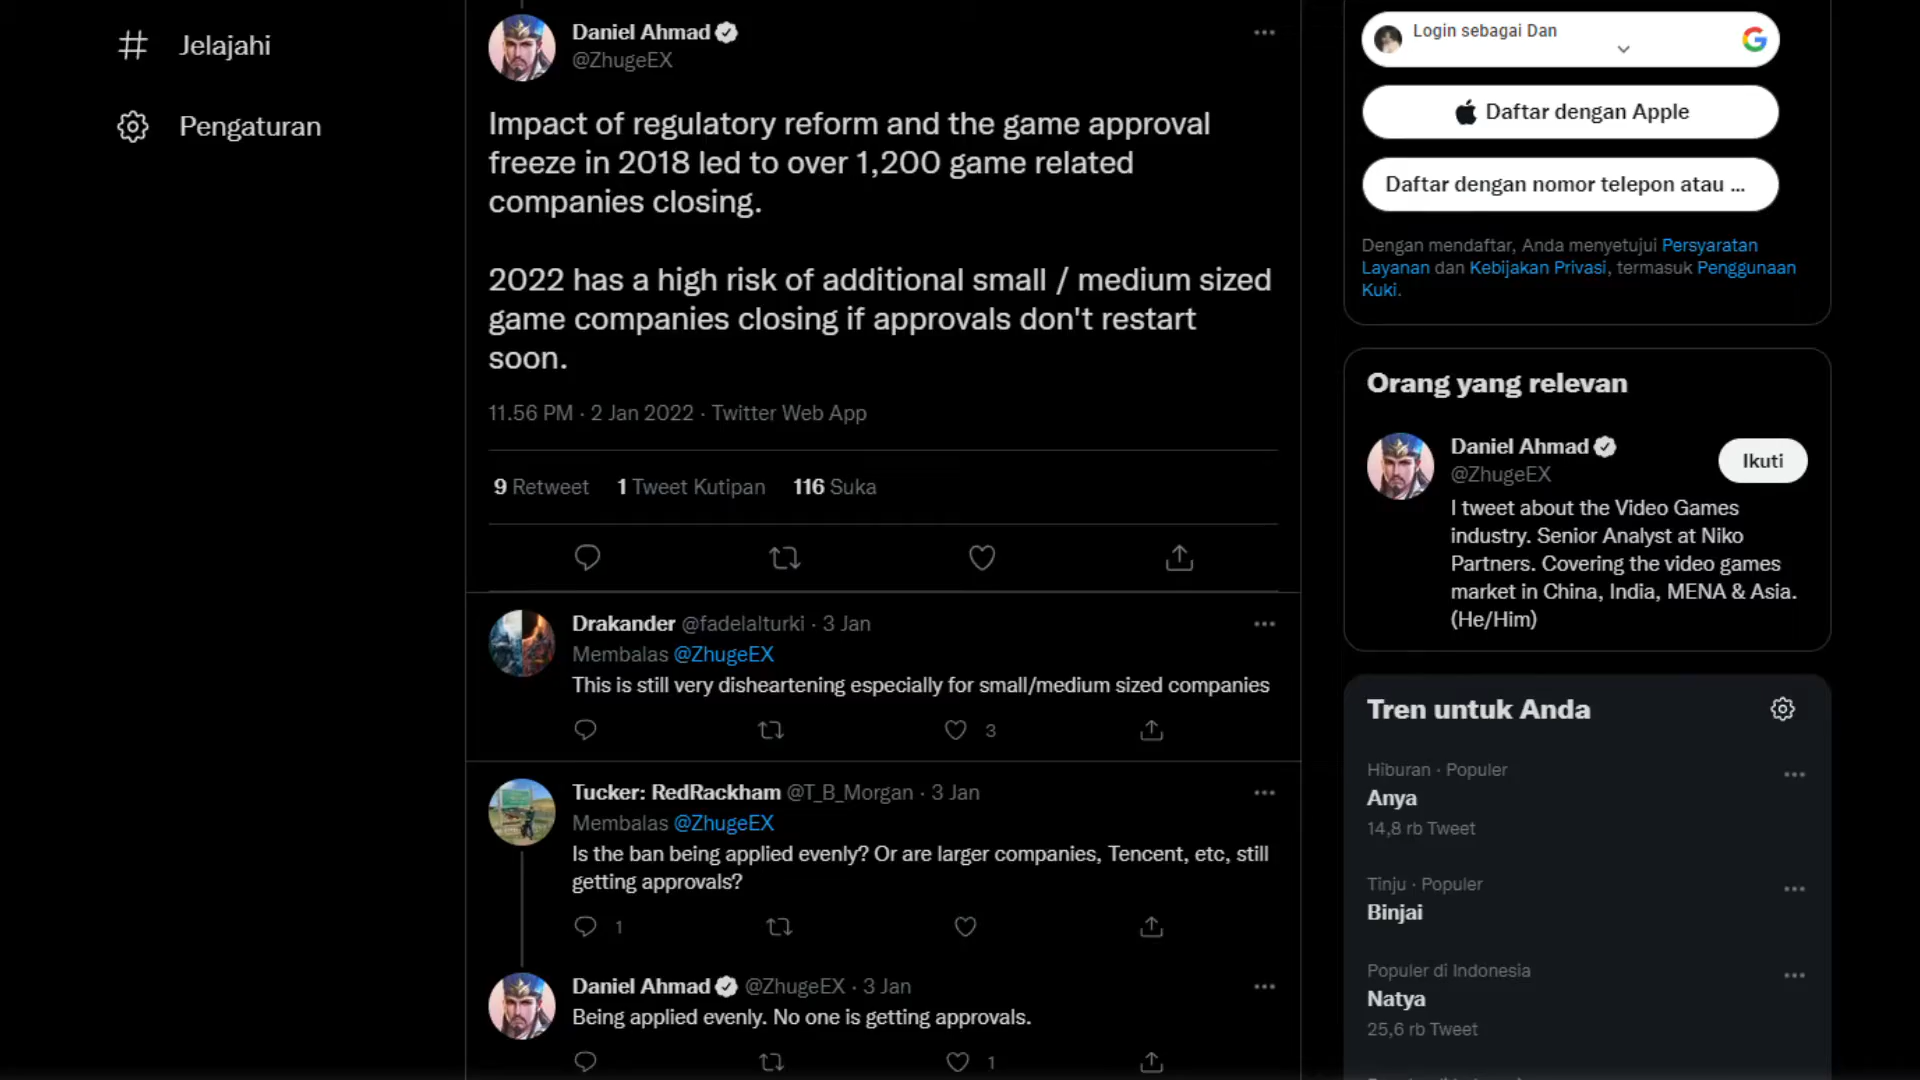 Jelajahi
Pengaturan
Daniel Ahmad
@ZhugeEX
Impact of regulatory reform and the game approval
freeze in 2018 led to over 1,200 game related
companies closing.
2022 has a high risk of additional small / medium sized
game companies closing if approvals don't restart
soon.
11.56 PM · 2 Jan 2022 · Twitter Web App
9 Retweet 1 Tweet Kutipan 116 Suka
Drakander @fadelalturki · 3 Jan
Membalas @ZhugeEX
This is still very disheartening especially for small/medium sized companies
3
Tucker: RedRackham @T_B_Morgan · 3 Jan
Membalas @ZhugeEX
Is the ban being applied evenly? Or are larger companies, Tencent, etc, still
getting approvals?
1
Daniel Ahmad @ZhugeEX · 3 Jan
Being applied evenly. No one is getting approvals.
1
Login sebagai Dan
Daftar dengan Apple
Daftar dengan nomor telepon atau ...
Dengan mendaftar, Anda menyetujui Persyaratan
Layanan dan Kebijakan Privasi, termasuk Penggunaan
Kuki.
Orang yang relevan
Daniel Ahmad
@ZhugeEX
Ikuti
I tweet about the Video Games
industry. Senior Analyst at Niko
Partners. Covering the video games
market in China, India, MENA & Asia.
(He/Him)
Tren untuk Anda
Hiburan · Populer
Anya
14,8 rb Tweet
Tinju · Populer
Binjai
Populer di Indonesia
Natya
25,6 rb Tweet